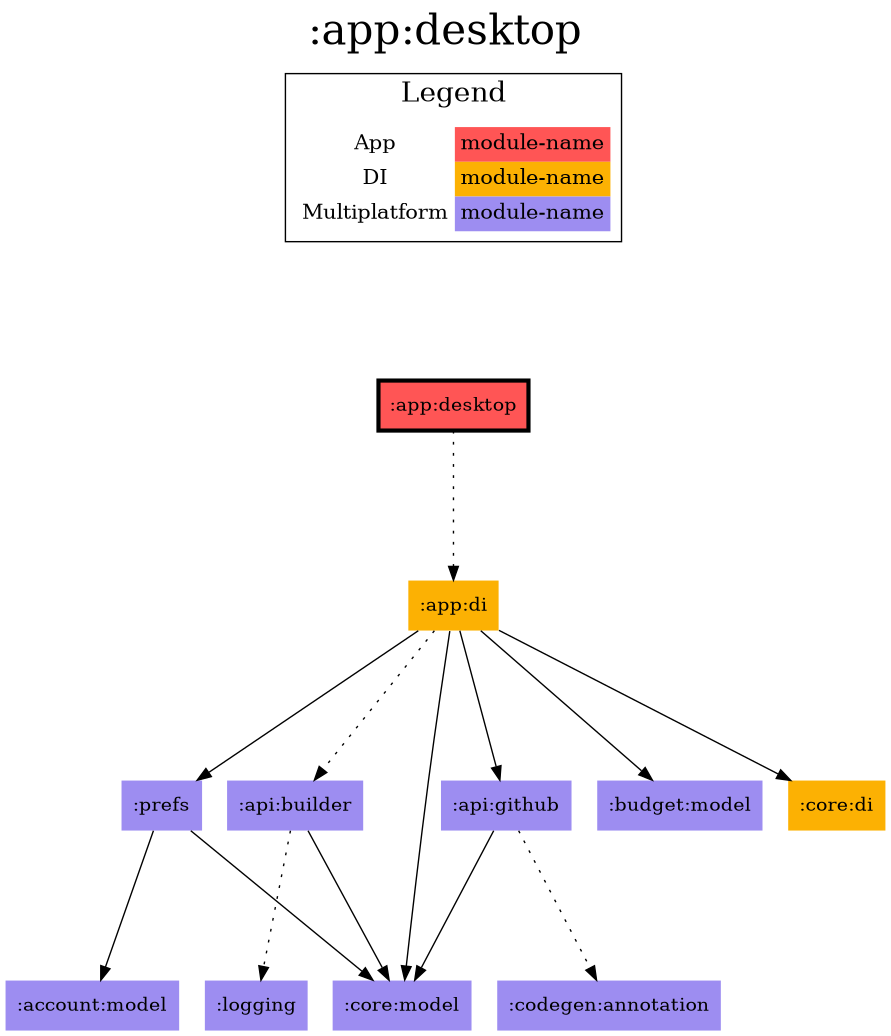 :app:desktop
Legend
App module-name
DI module-name
Multiplatform module-name
:app:desktop
:app:di
:prefs :api:builder :api:github :budget:model :core:di
:account:model :logging :core:model :codegen:annotation